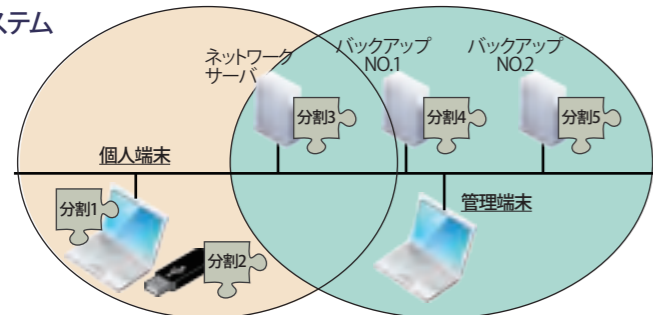 ステム
ネットワーク
サーバ
バックアップ
NO.1
バックアップ
NO.2
分割3
分割4
分割5
個人端末
管理端末
分割1
分割2